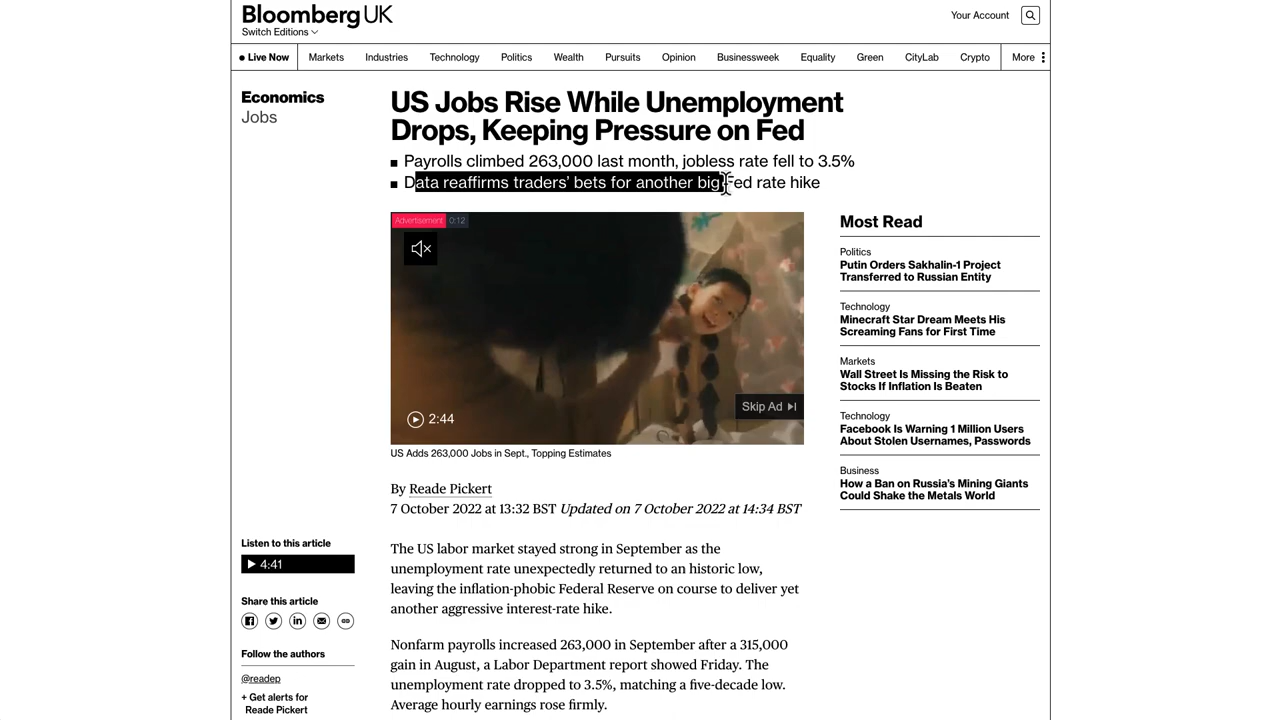 Bloomberg UK
Switch Editions
Your Account
Live Now
Markets
Industries
Technology
Politics
Wealth
Pursuits
Opinion
Businessweek
Equality
Green
CityLab
Crypto
More
Economics
Jobs
US Jobs Rise While Unemployment
Drops, Keeping Pressure on Fed
Payrolls climbed 263,000 last month, jobless rate fell to 3.5%
Data reaffirms traders' bets for another big Fed rate hike
Advertisement 0:12
Skip Ad
2:44
US Adds 263,000 Jobs in Sept., Topping Estimates
By Reade Pickert
7 October 2022 at 13:32 BST Updated on 7 October 2022 at 14:34 BST
Listen to this article
4:41
Share this article
Follow the authors
@readep
+ Get alerts for
Reade Pickert
The US labor market stayed strong in September as the
unemployment rate unexpectedly returned to an historic low,
leaving the inflation-phobic Federal Reserve on course to deliver yet
another aggressive interest-rate hike.
Nonfarm payrolls increased 263,000 in September after a 315,000
gain in August, a Labor Department report showed Friday. The
unemployment rate dropped to 3.5%, matching a five-decade low.
Average hourly earnings rose firmly.
Most Read
Politics
Putin Orders Sakhalin-1 Project
Transferred to Russian Entity
Technology
Minecraft Star Dream Meets His
Screaming Fans for First Time
Markets
Wall Street Is Missing the Risk to
Stocks If Inflation Is Beaten
Technology
Facebook Is Warning 1 Million Users
About Stolen Usernames, Passwords
Business
How a Ban on Russia's Mining Giants
Could Shake the Metals World